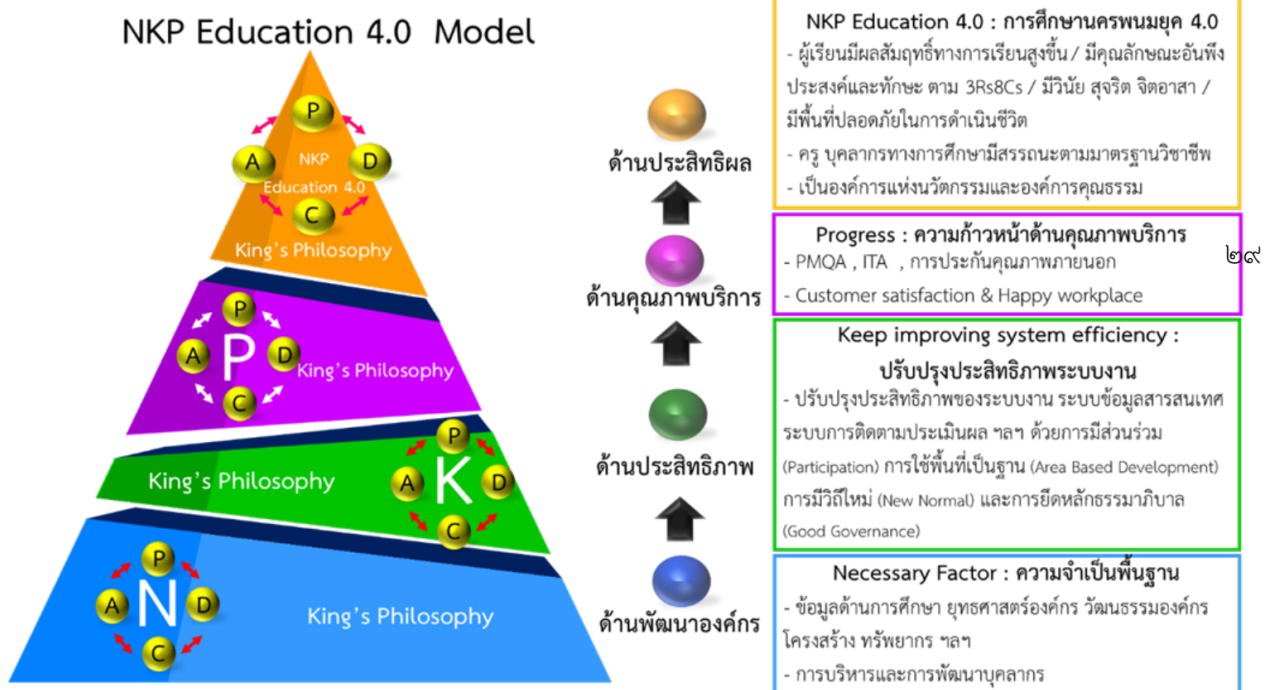 NKP Education 4.0 Model
P
A
NKP
D
Education 4.0
C
King's Philosophy
P
A
P
D
King's Philosophy
C
P
King's Philosophy
A
K
D
C
P
A
N
D
King's Philosophy
C
ด้านประสิทธิผล
ด้านคุณภาพบริการ
ด้านประสิทธิภาพ
ด้านพัฒนาองค์กร
NKP Education 4.0 : การศึกษานครพนมยุค 4.0
- ผู้เรียนมีผลสัมฤทธิ์ทางการเรียนสูงขึ้น / มีคุณลักษณะอันพึง
ประสงค์และทักษะ ตาม 3Rs8Cs / มีวินัย สุจริต จิตอาสา /
มีพื้นที่ปลอดภัยในการดำเนินชีวิต
- ครู บุคลากรทางการศึกษามีสรรถนะตามมาตรฐานวิชาชีพ
- เป็นองค์การแห่งนวัตกรรมและองค์การคุณธรรม
Progress : ความก้าวหน้าด้านคุณภาพบริการ
- PMQA , ITA , การประกันคุณภาพภายนอก
- Customer satisfaction & Happy workplace
๒๙
Keep improving system efficiency :
ปรับปรุงประสิทธิภาพระบบงาน
- ปรับปรุงประสิทธิภาพของระบบงาน ระบบข้อมูลสารสนเทศ
ระบบการติดตามประเมินผล ฯลฯ ด้วยการมีส่วนร่วม
(Participation) การใช้พื้นที่เป็นฐาน (Area Based Development)
การมีวิถีใหม่ (New Normal) และการยึดหลักธรรมาภิบาล
(Good Governance)
Necessary Factor : ความจำเป็นพื้นฐาน
- ข้อมูลด้านการศึกษา ยุทธศาสตร์องค์กร วัฒนธรรมองค์กร
โครงสร้าง ทรัพยากร ฯลฯ
- การบริหารและการพัฒนาบุคลากร